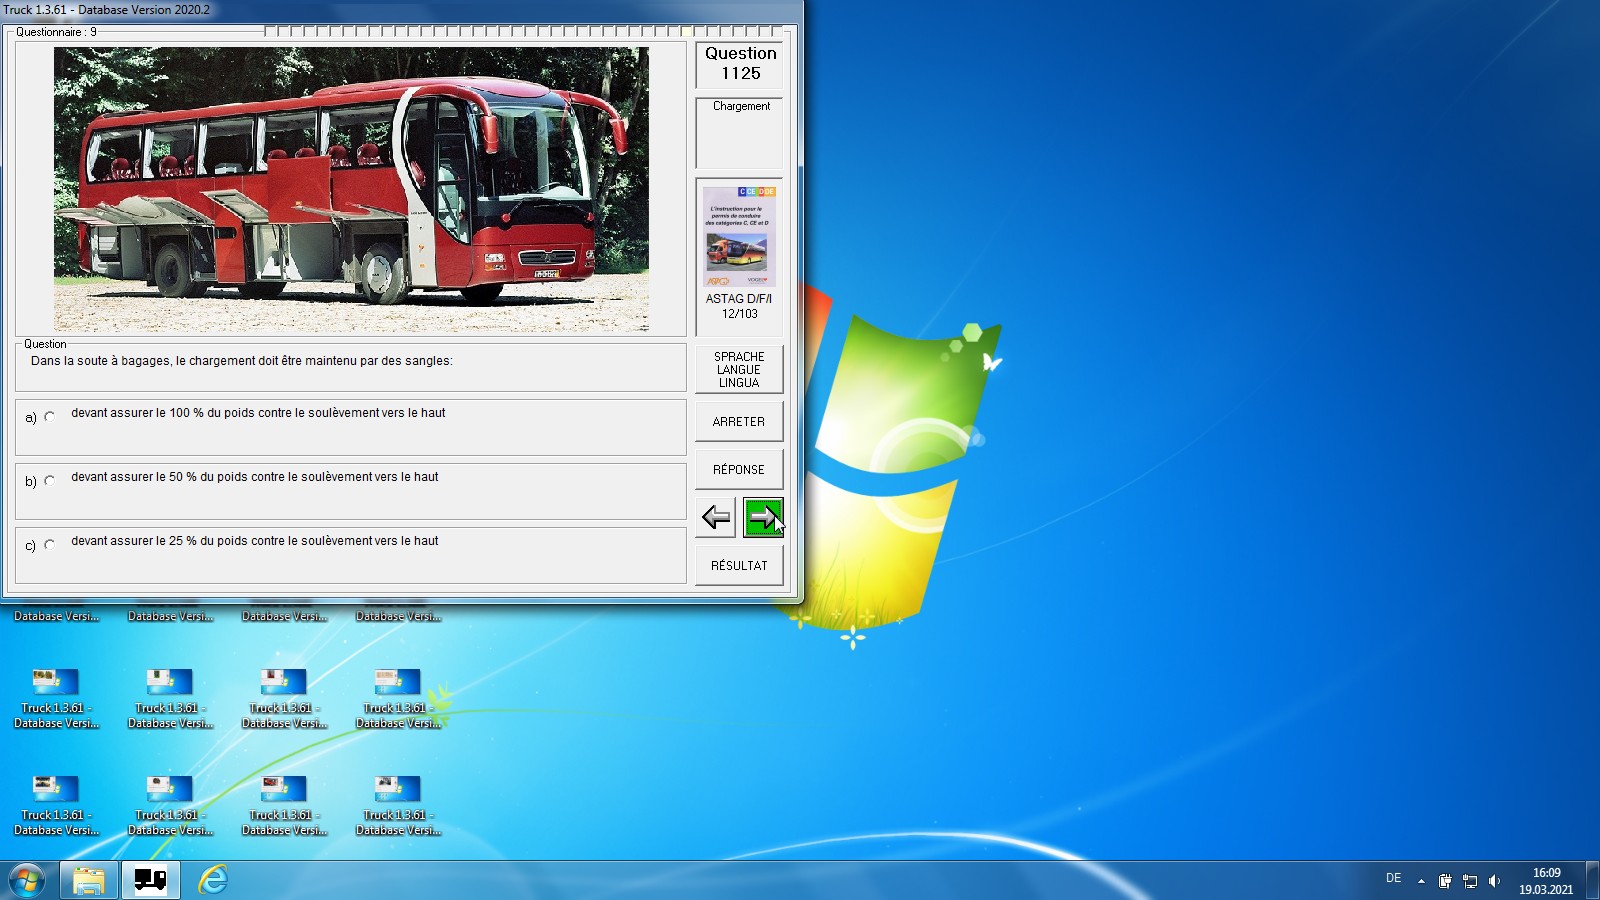 Truck 1.3.61 - Database Version 2020.2
Questionnaire : 9
Question
1125
Chargement
C CE D DE
L'instruction pour le
permis de conduire
des catégories C, CE et D
ASTAG D/F/I
12/103
Question
Dans la soute à bagages, le chargement doit être maintenu par des sangles:
a) devant assurer le 100 % du poids contre le soulèvement vers le haut
b) devant assurer le 50 % du poids contre le soulèvement vers le haut
c) devant assurer le 25 % du poids contre le soulèvement vers le haut
SPRACHE
LANGUE
LINGUA
ARRETER
RÉPONSE
RÉSULTAT
Database Versi...
Database Versi...
Database Versi...
Database Versi...
Truck 1.3.61 -
Database Versi...
Truck 1.3.61 -
Database Versi...
Truck 1.3.61 -
Database Versi...
Truck 1.3.61 -
Database Versi...
Truck 1.3.61 -
Database Versi...
Truck 1.3.61 -
Database Versi...
Truck 1.3.61 -
Database Versi...
Truck 1.3.61 -
Database Versi...
DE
16:09
19.03.2021